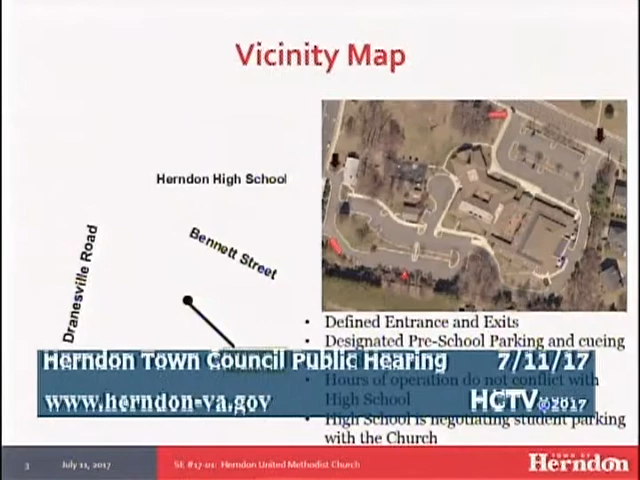 Vicinity Map
Herndon High School
Bennett Street
Dranesville Road
• Defined Entrance and Exits
• Designated Pre-School Parking and cueing
Herndon Town Council Public Hearing 7/11/17
• Hours of operation do not conflict with
High School
www.herndon-va.gov HCTV©2017
• High School is negotiating student parking
with the Church
3 July 11, 2017 SE #17-01: Herndon United Methodist Church
TOWN OF
Herndon